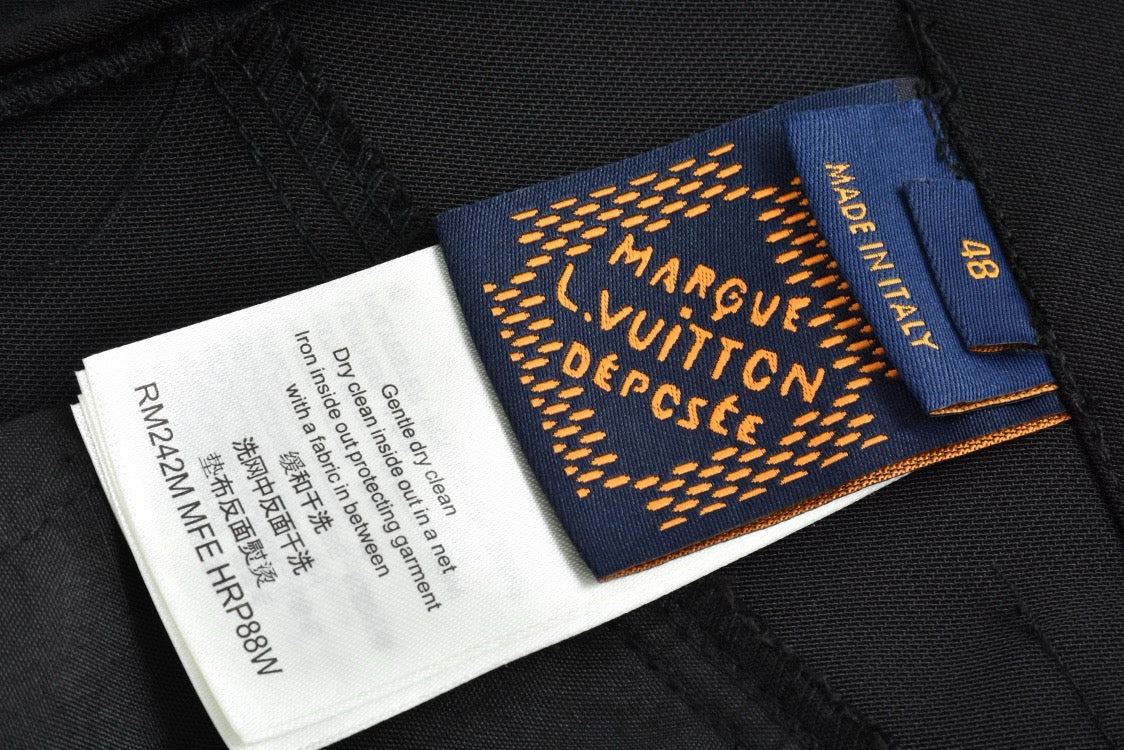 MARQUE
L.VUiTTON
DÉPOSÉE
MADE IN ITALY
48
Gentle dry clean
Dry clean inside out in a net
Iron inside out protecting garment
with a fabric in between
缓和干洗
洗网中反面干洗
垫布反面熨烫
RM242M MFE HRP88W